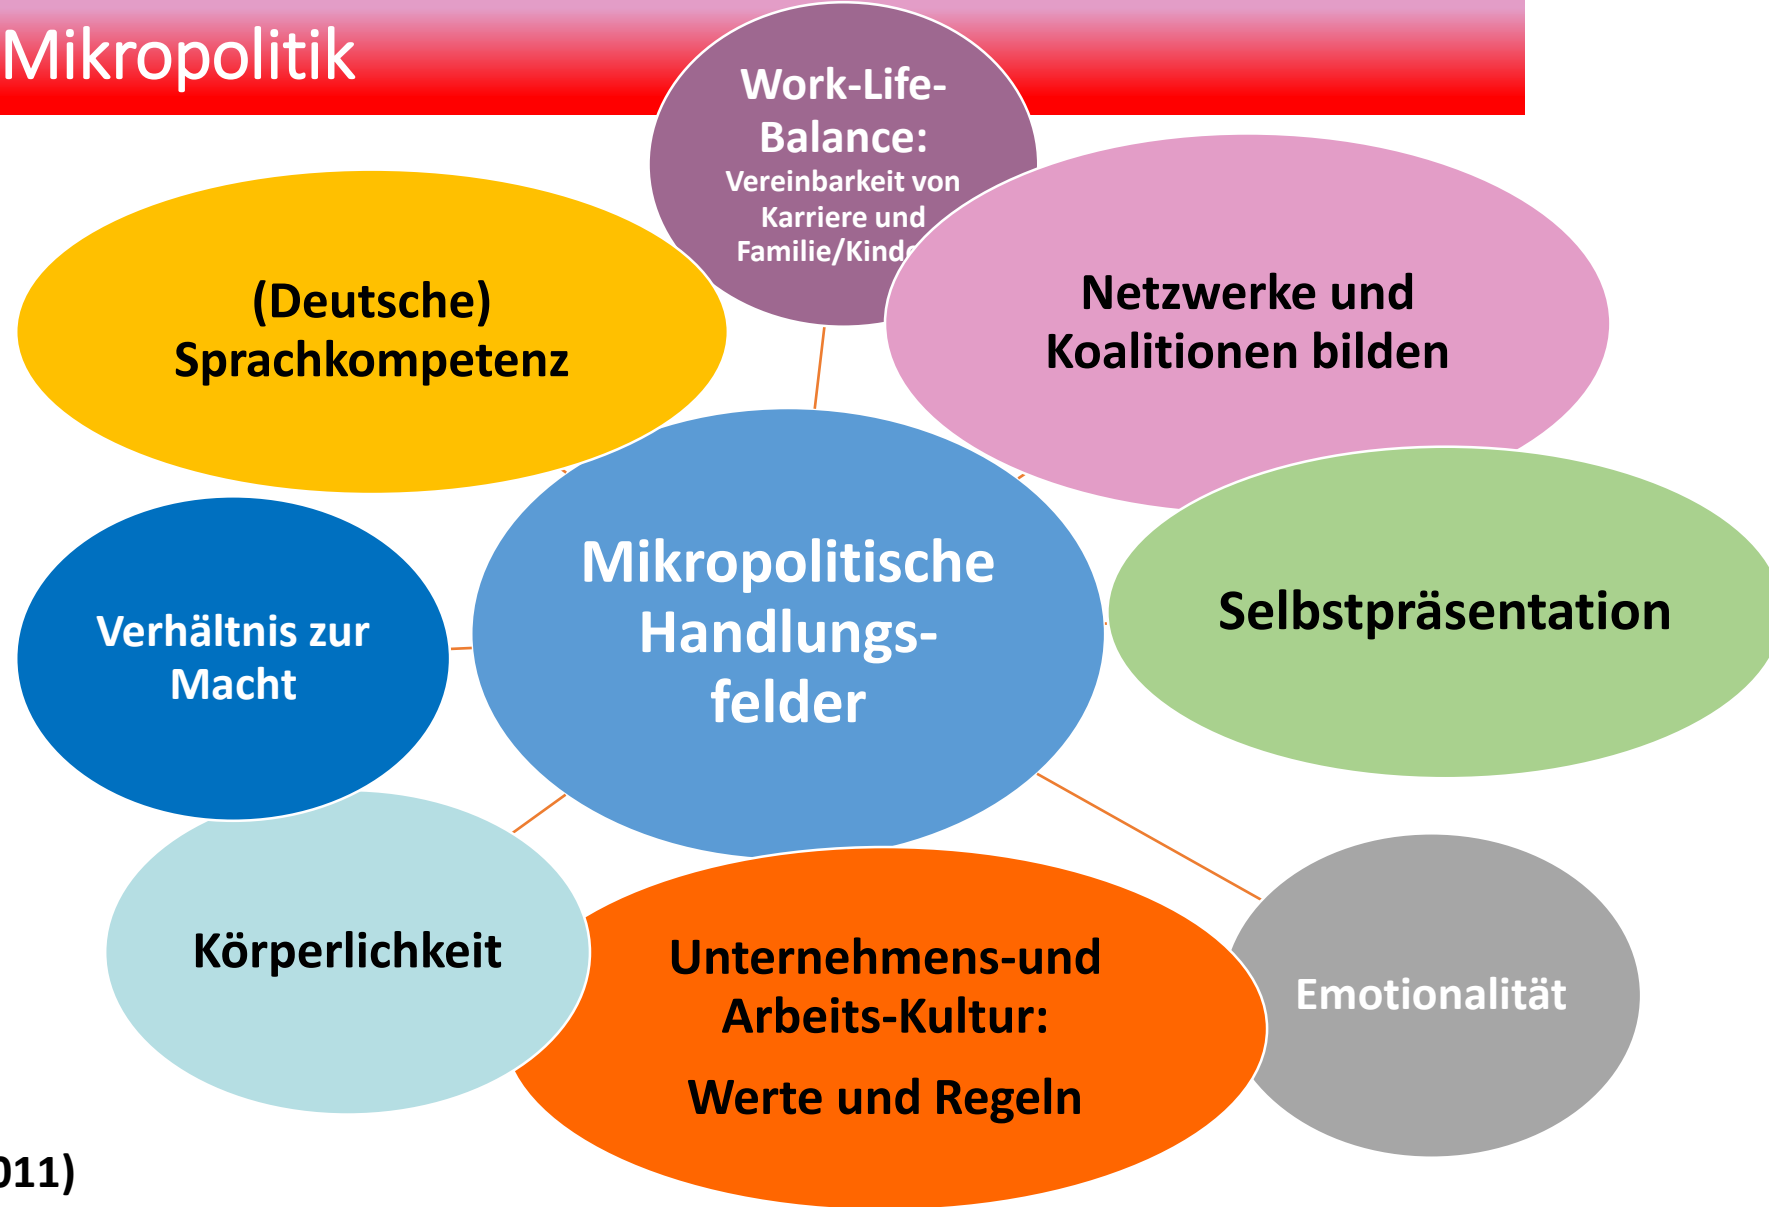 Mikropolitik
Work-Life-
Balance:
Vereinbarkeit von
Karriere und
(Deutsche)
Sprachkompetenz
Netzwerke und
Koalitionen bilden
Mikropolitische
Handlungs-
felder
Verhältnis zur
Macht
Selbstpräsentation
Körperlichkeit
Unternehmens-und
Arbeits-Kultur:
Werte und Regeln
Emotionalität